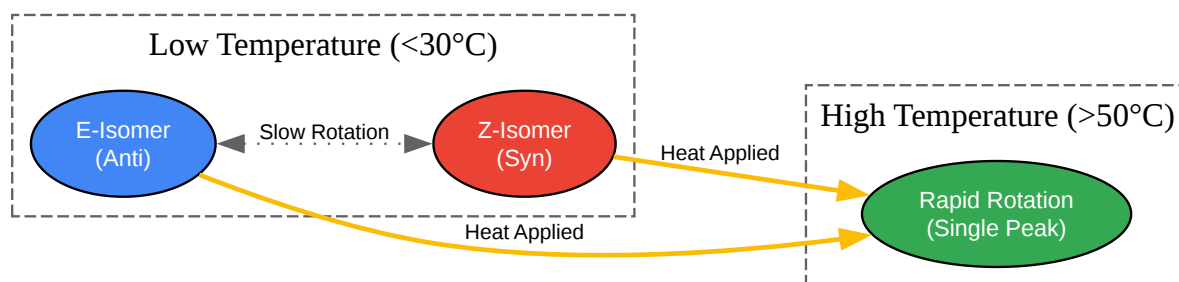 Low Temperature (<30°C)
E-Isomer
(Anti)
Slow Rotation
Z-Isomer
(Syn)
Heat Applied
Heat Applied
High Temperature (>50°C)
Rapid Rotation
(Single Peak)